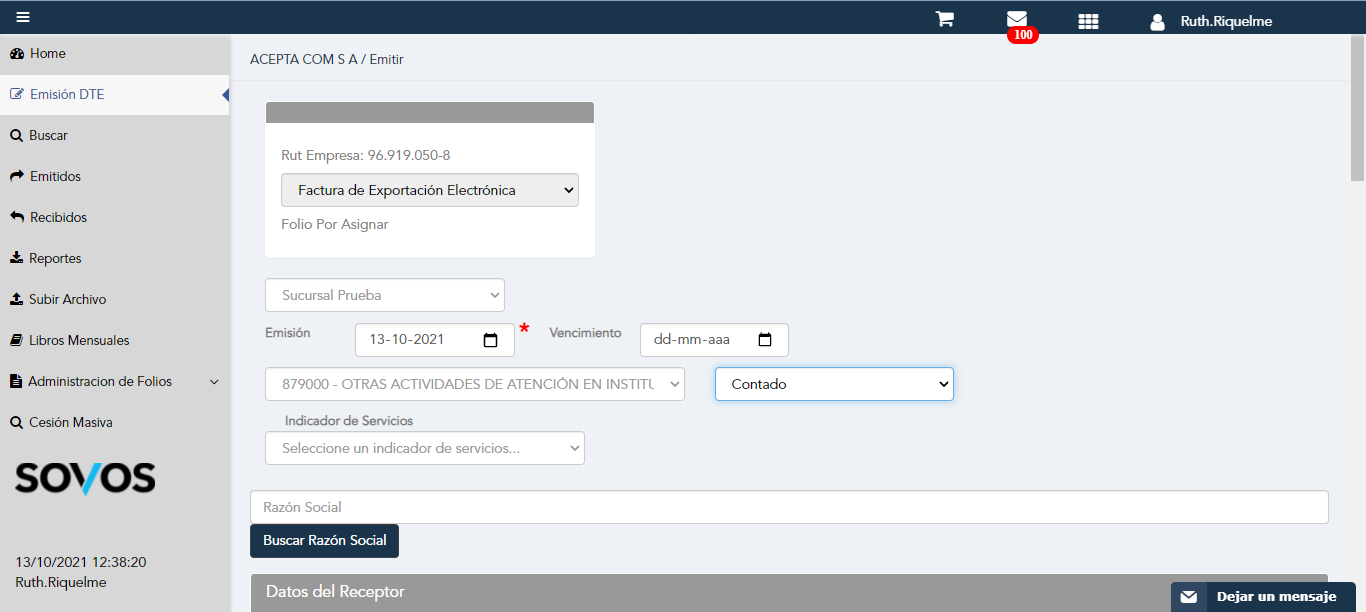 Ruth.Riquelme
100
Home
Emisión DTE
Buscar
Emitidos
Recibidos
Reportes
Subir Archivo
Libros Mensuales
Administracion de Folios
Cesión Masiva
SOVOS
13/10/2021 12:38:20
Ruth.Riquelme
ACEPTA COM S A / Emitir
Rut Empresa: 96.919.050-8
Factura de Exportación Electrónica
Folio Por Asignar
Sucursal Prueba
Emisión 13-10-2021 * Vencimiento dd-mm-aaa
879000 - OTRAS ACTIVIDADES DE ATENCIÓN EN INSTITU Contado
Indicador de Servicios
Seleccione un indicador de servicios...
Razón Social
Buscar Razón Social
Datos del Receptor
Dejar un mensaje